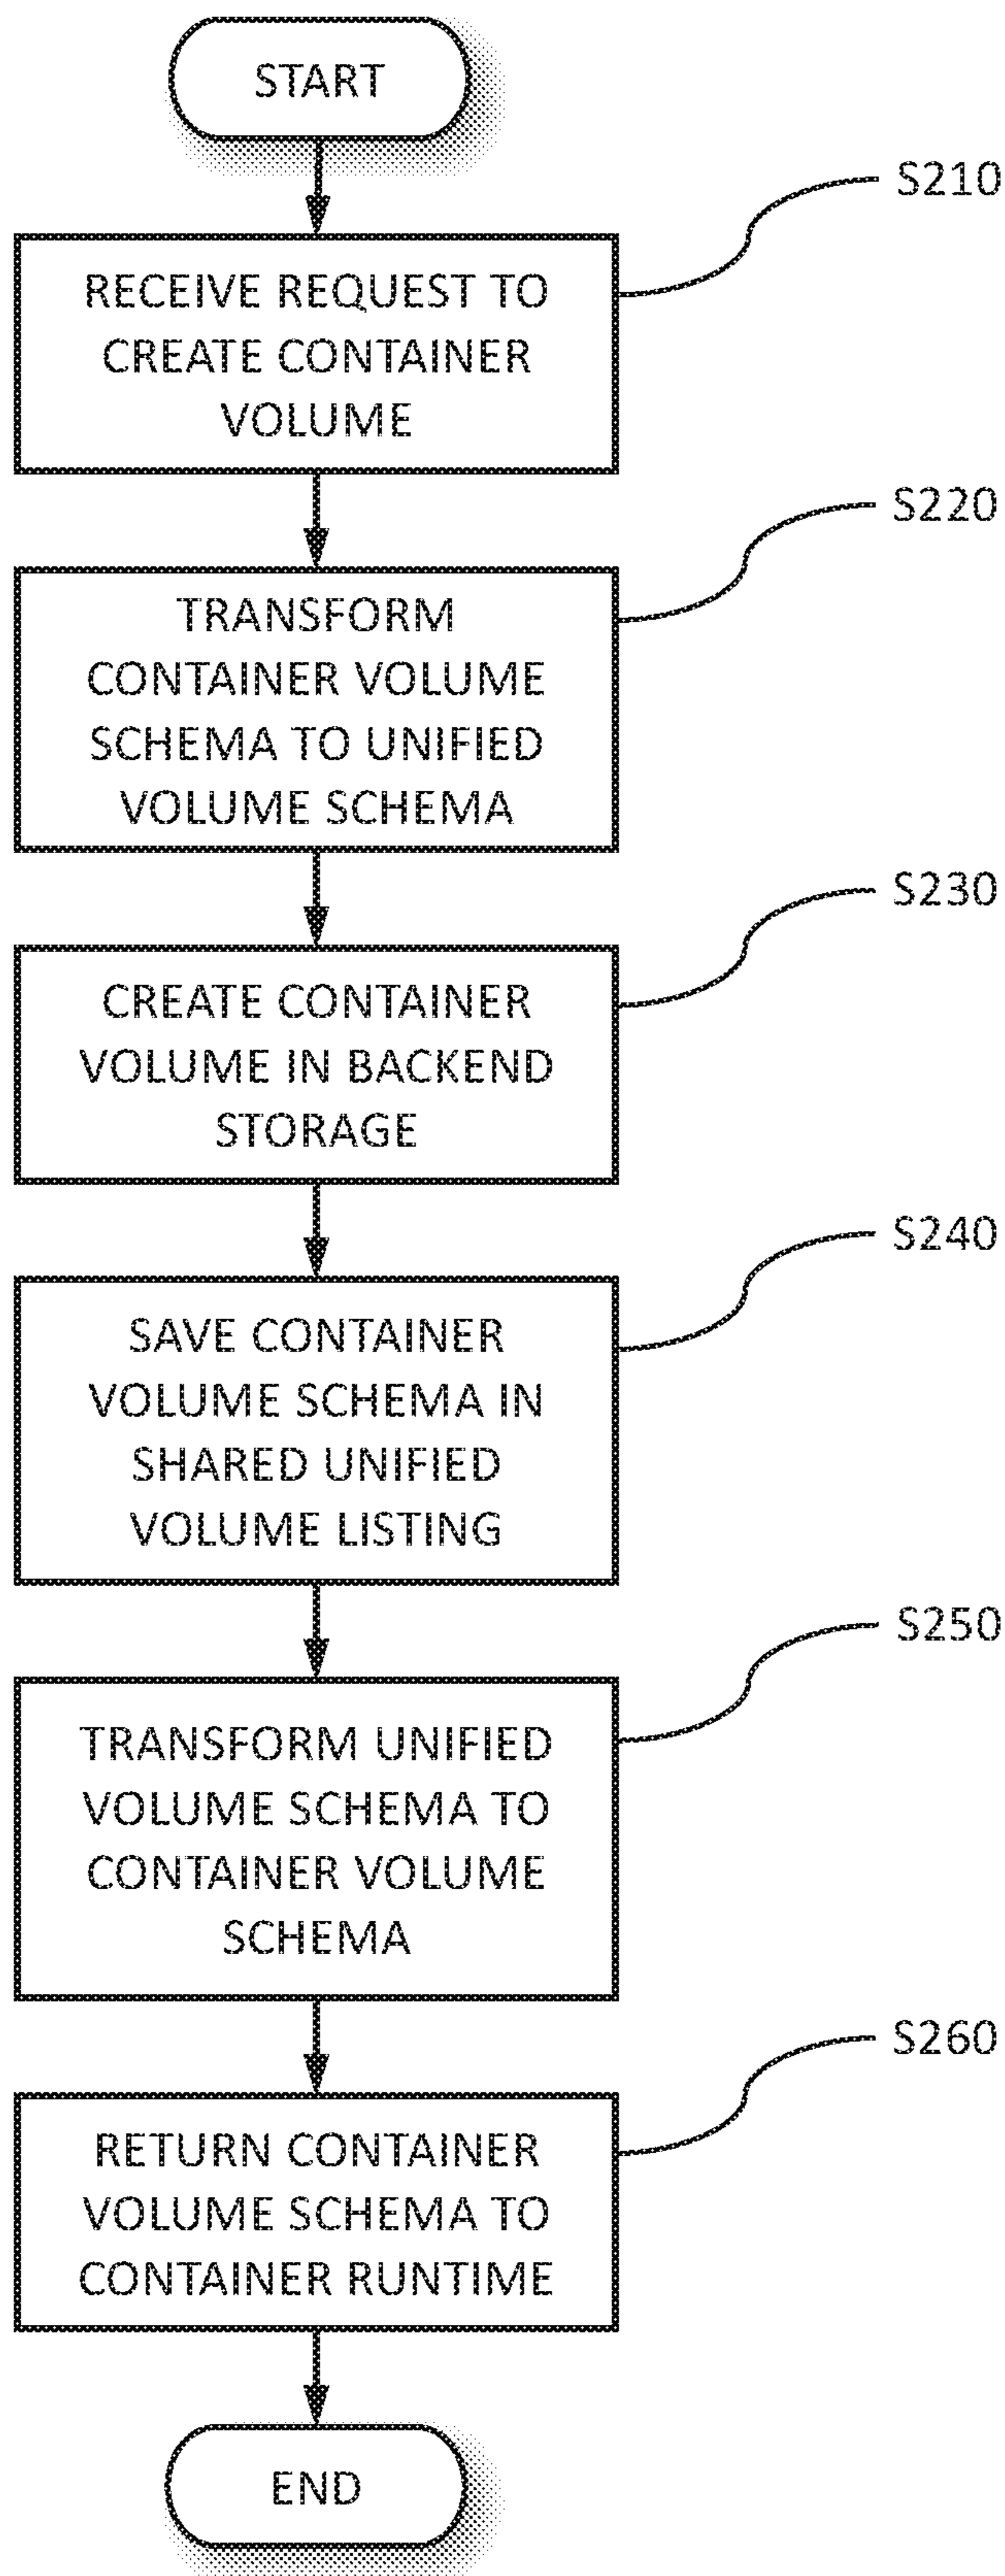 START
S210
RECEIVE REQUEST TO
CREATE CONTAINER
VOLUME
S220
TRANSFORM
CONTAINER VOLUME
SCHEMA TO UNIFIED
VOLUME SCHEMA
S230
CREATE CONTAINER
VOLUME IN BACKEND
STORAGE
S240
SAVE CONTAINER
VOLUME SCHEMA IN
SHARED UNIFIED
VOLUME LISTING
S250
TRANSFORM UNIFIED
VOLUME SCHEMA TO
CONTAINER VOLUME
SCHEMA
S260
RETURN CONTAINER
VOLUME SCHEMA TO
CONTAINER RUNTIME
END